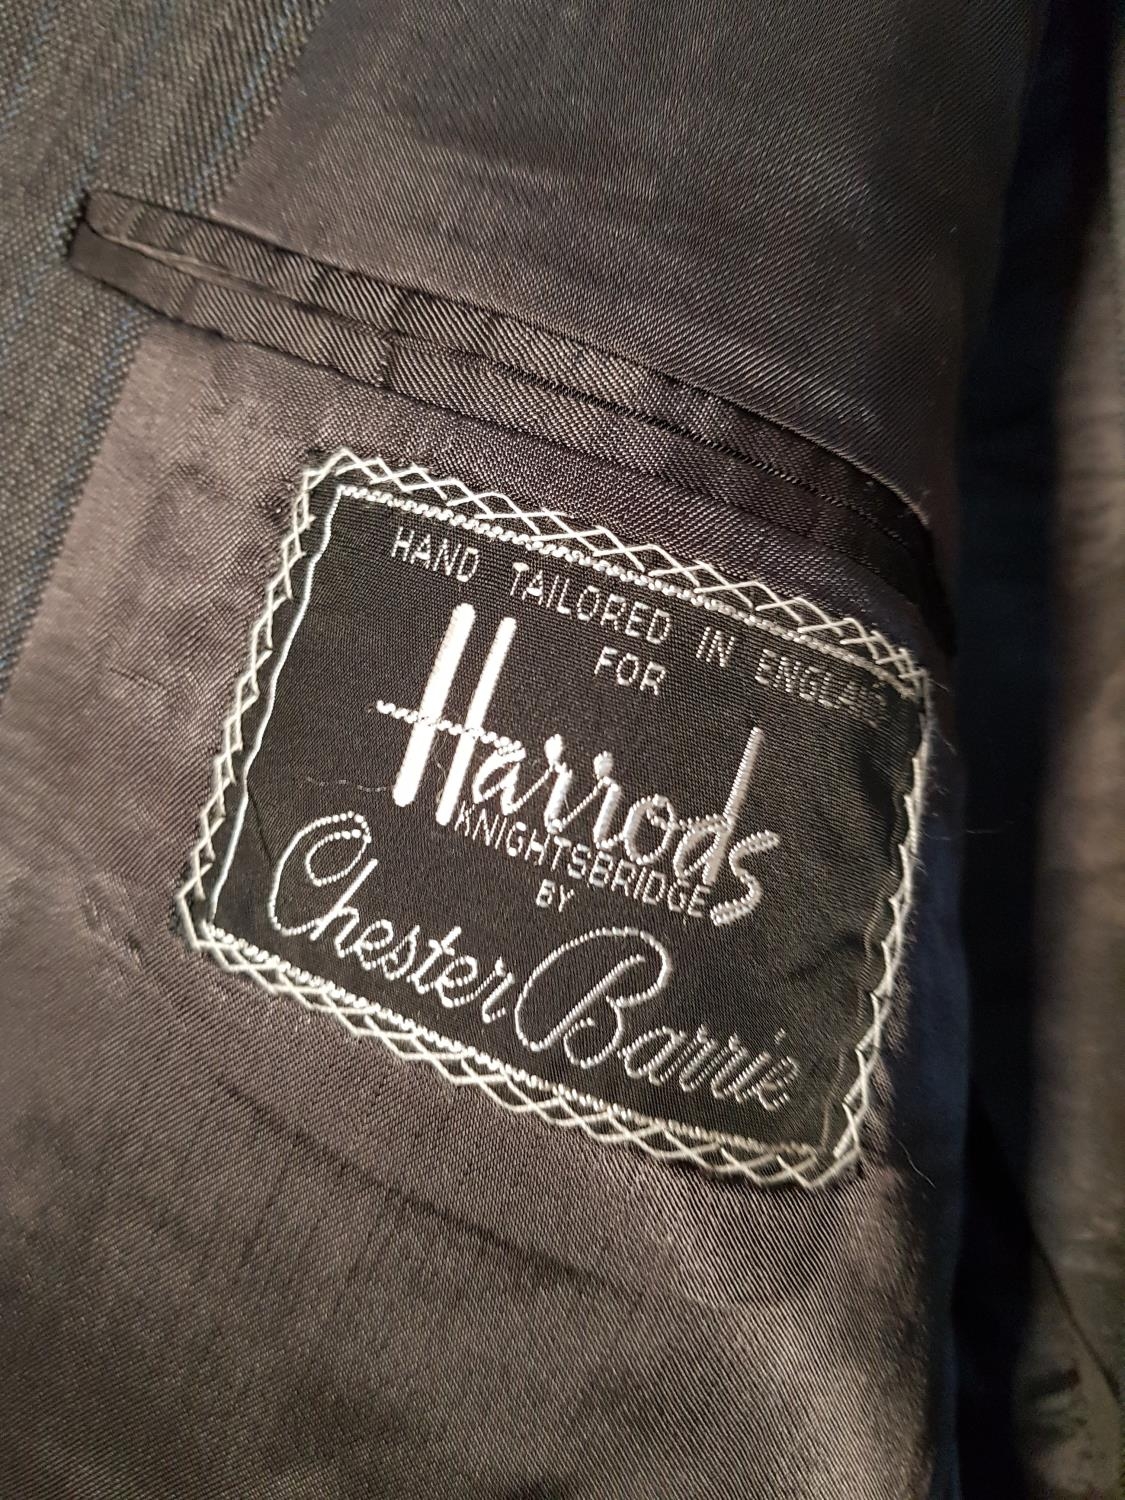 HAND TAILORED IN ENGLAND
FOR
Harrods
KNIGHTSBRIDGE
BY
Chester Barrie